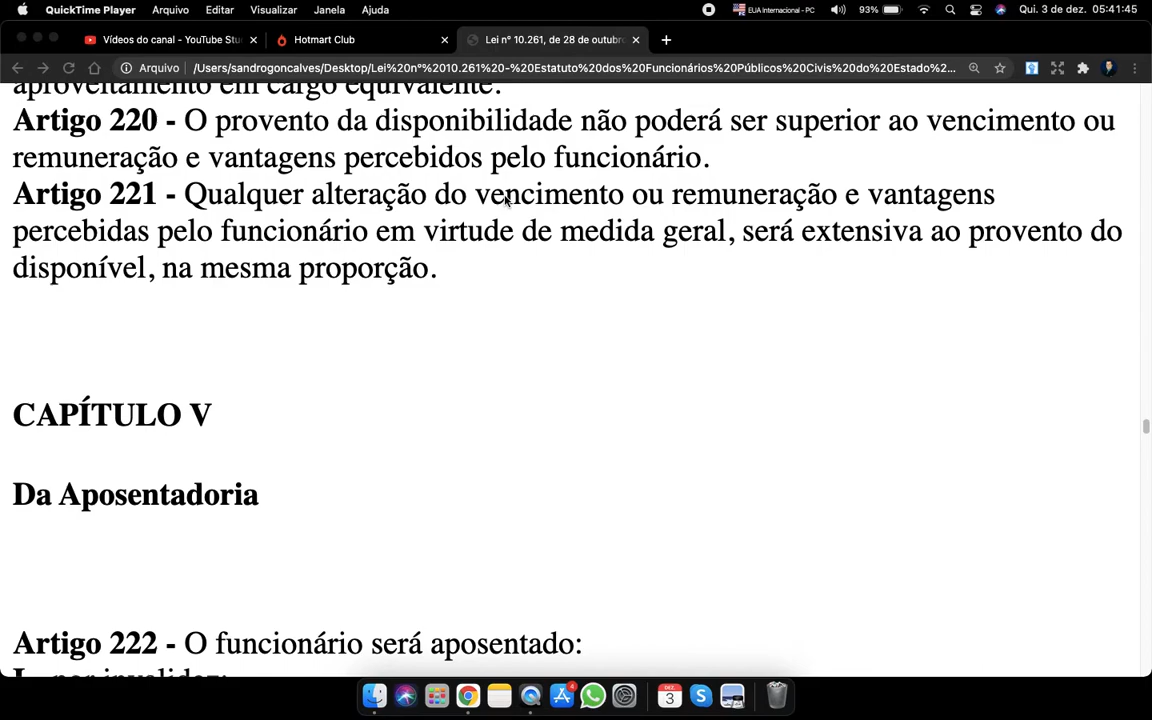 QuickTime Player Arquivo Editar Visualizar Janela Ajuda EUA Internacional - PC 93% Qui. 3 de dez. 05:41:45
Vídeos do canal - YouTube Stu Hotmart Club Lei nº 10.261, de 28 de outubro
Arquivo /Users/sandrogoncalves/Desktop/Lei%20nº%2010.261%20-%20Estatuto%20dos%20Funcionários%20Públicos%20Civis%20do%20Estado%2...
aproveitamento em cargo equivalente.
Artigo 220 - O provento da disponibilidade não poderá ser superior ao vencimento ou
remuneração e vantagens percebidos pelo funcionário.
Artigo 221 - Qualquer alteração do vencimento ou remuneração e vantagens
percebidas pelo funcionário em virtude de medida geral, será extensiva ao provento do
disponível, na mesma proporção.
CAPÍTULO V
Da Aposentadoria
Artigo 222 - O funcionário será aposentado:
I - por invalidez;
4
DEZ.
3